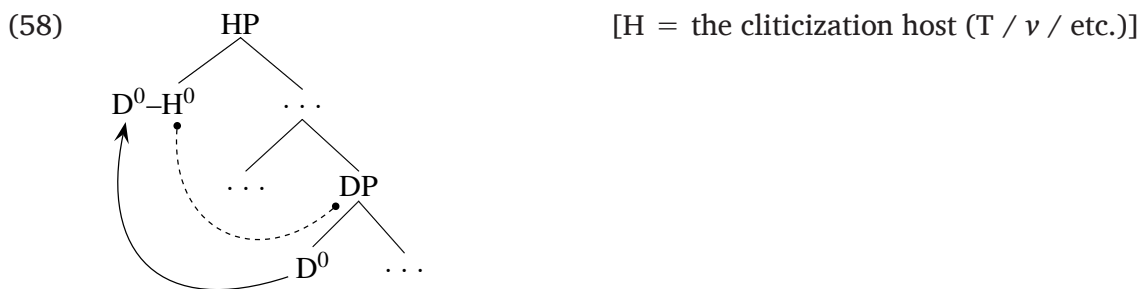 (58) HP [H = the cliticization host (T / v / etc.)]
D⁰–H⁰ . . .
. . . DP
D⁰ . . .